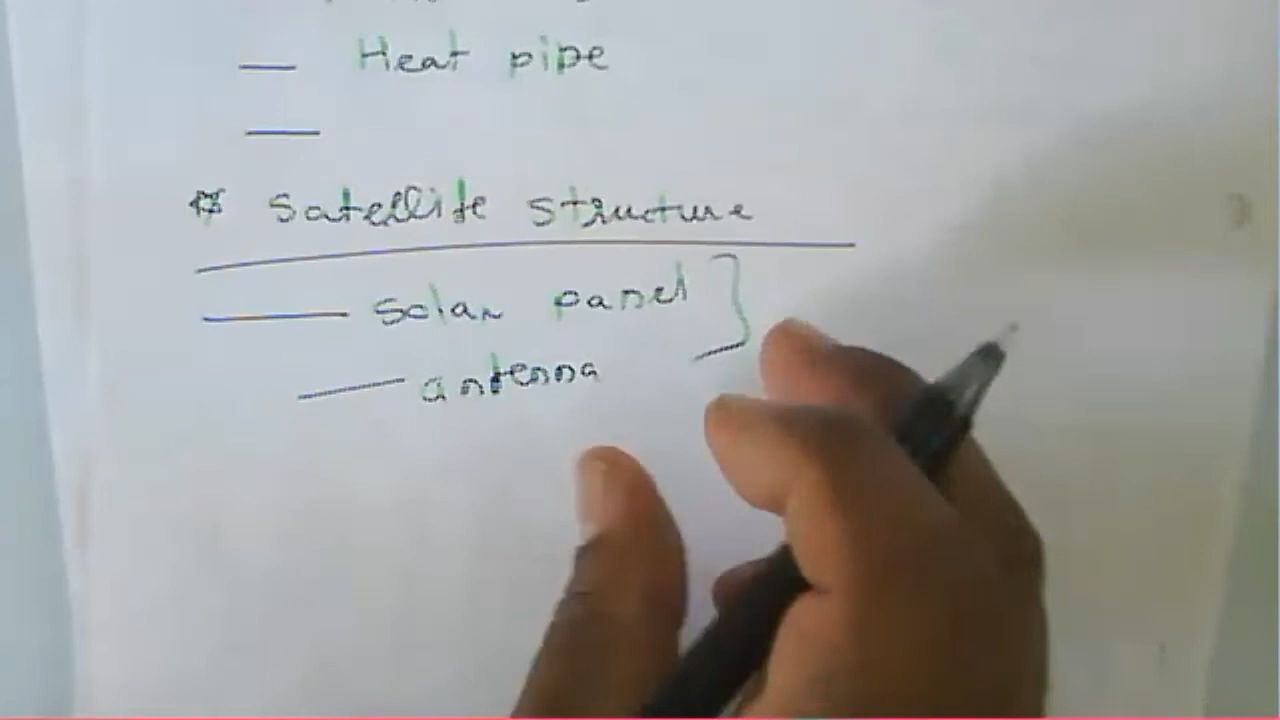 — Heat pipe
—
* Satellite structure
— Solar panel }
— antenna